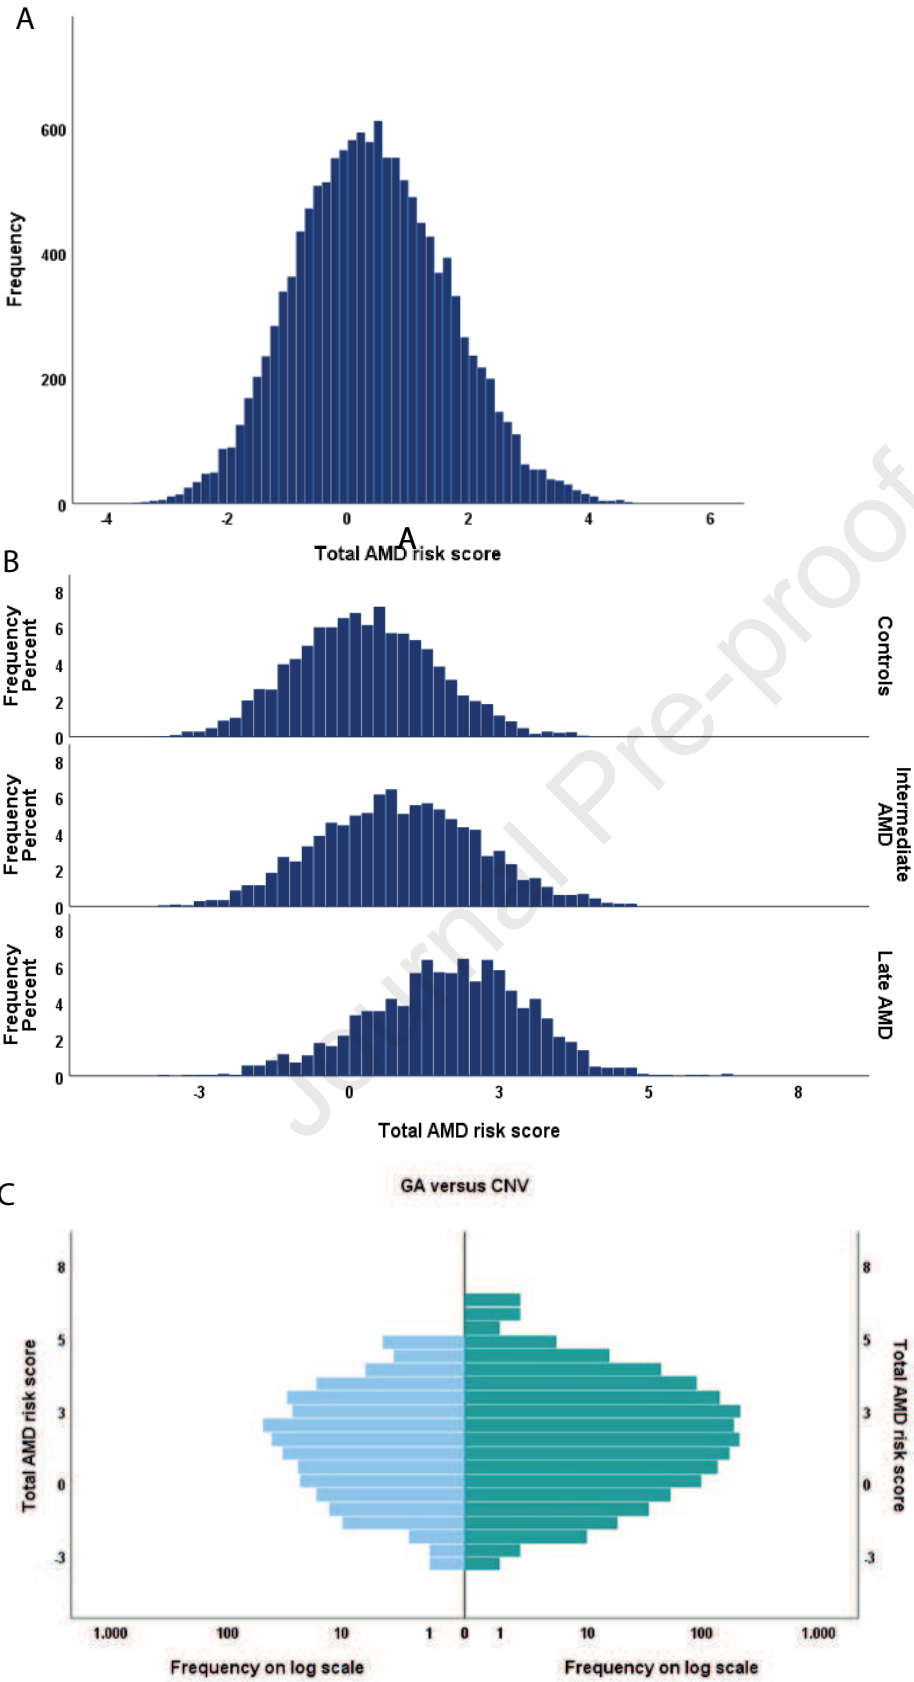 A
600
400
200
0
Frequency
-4 -2 0 2 4 6
A
Total AMD risk score
B
8
6
4
2
0
Frequency
Percent
Controls
8
6
4
2
0
Frequency
Percent
Intermediate
AMD
8
6
4
2
0
Frequency
Percent
Late AMD
-3 0 3 5 8
Total AMD risk score
Journal Pre-proof
C
GA versus CNV
8 8
5 5
3 3
0 0
-3 -3
Total AMD risk score
Total AMD risk score
1.000 100 10 1 0 1 10 100 1.000
Frequency on log scale Frequency on log scale